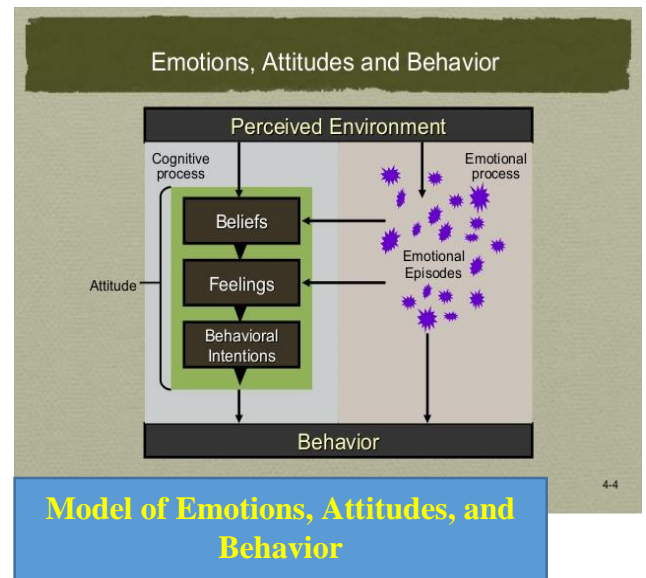 Emotions, Attitudes and Behavior
Perceived Environment
Cognitive
process
Emotional
process
Beliefs
Emotional
Episodes
Attitude
Feelings
Behavioral
Intentions
Behavior
4-4
Model of Emotions, Attitudes, and
Behavior